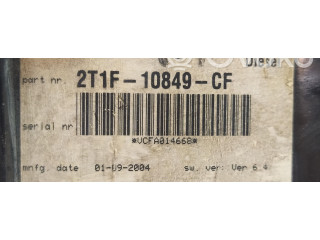 part nr. 2T1F-10849-CF
serial nr
*VCFA014668*
mnfg. date 01-09-2004 sw. ver: Ver 6.4